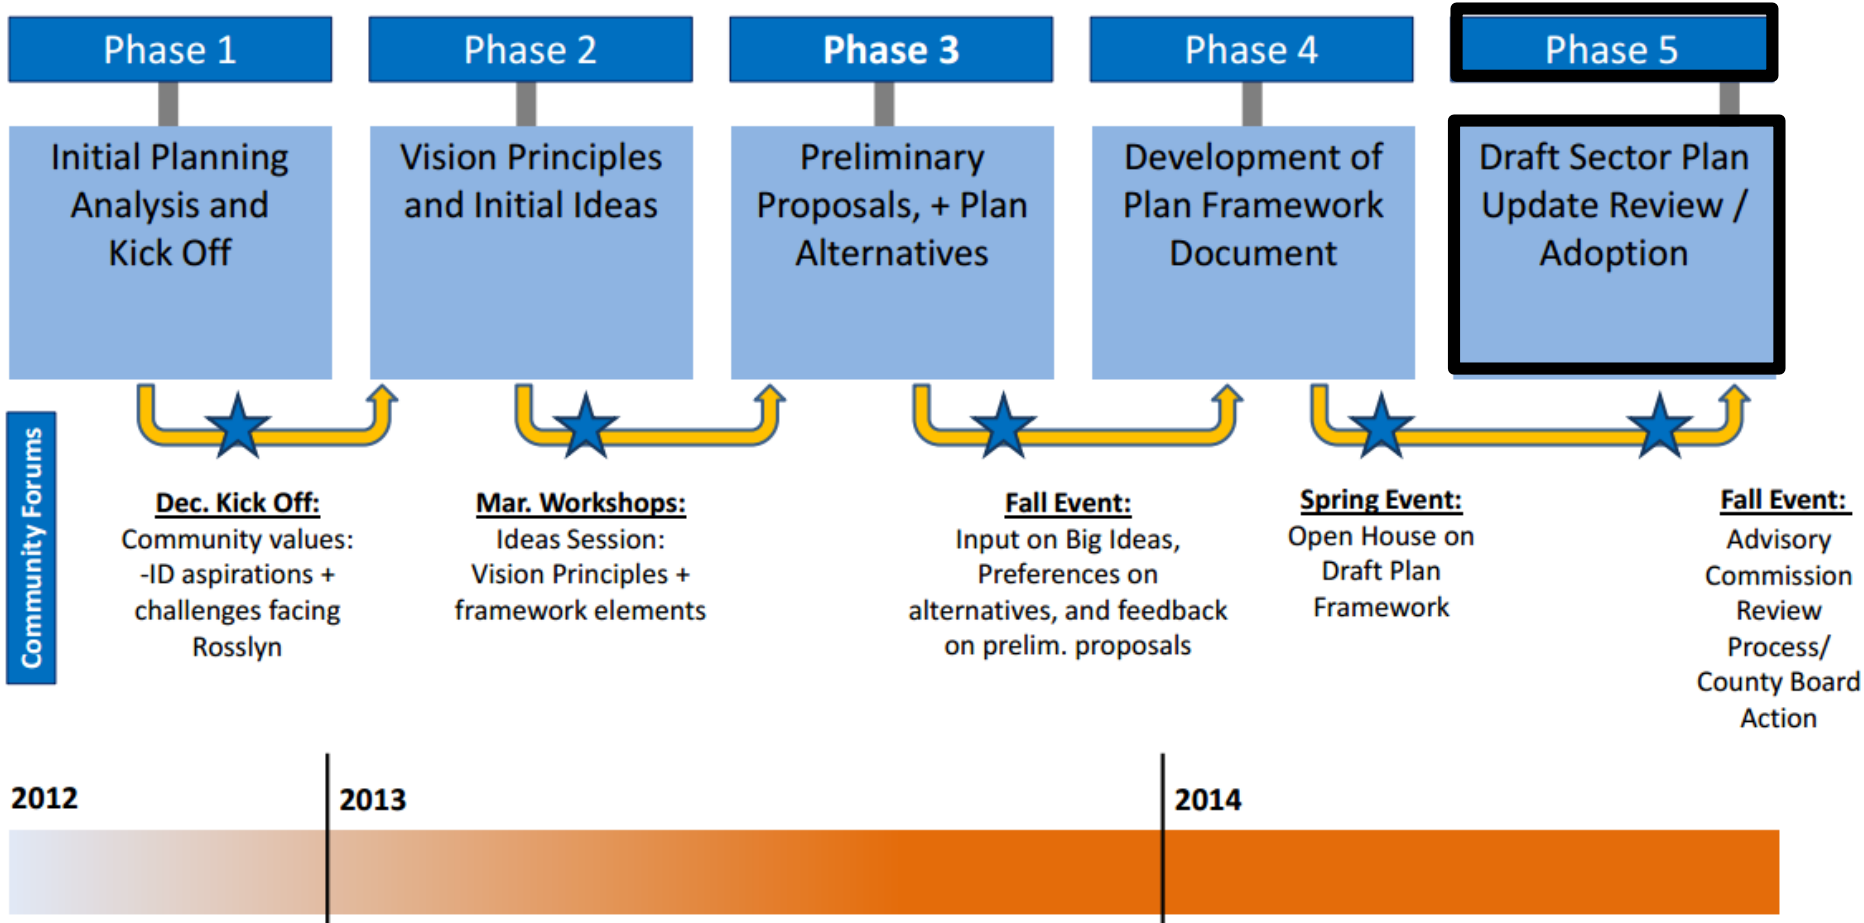 Phase 1
Phase 2
Phase 3
Phase 4
Phase 5
Initial Planning
Analysis and
Kick Off
Vision Principles
and Initial Ideas
Preliminary
Proposals, + Plan
Alternatives
Development of
Plan Framework
Document
Draft Sector Plan
Update Review /
Adoption
Community Forums
Dec. Kick Off:
Community values:
-ID aspirations +
challenges facing
Rosslyn
Mar. Workshops:
Ideas Session:
Vision Principles +
framework elements
Fall Event:
Input on Big Ideas,
Preferences on
alternatives, and feedback
on prelim. proposals
Spring Event:
Open House on
Draft Plan
Framework
Fall Event:
Advisory
Commission
Review
Process/
County Board
Action
2012
2013
2014